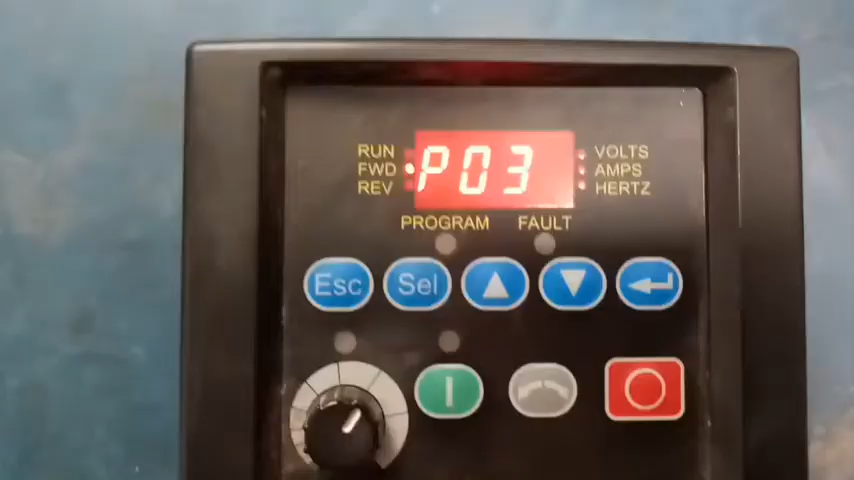 RUN
FWD
REV
P03
VOLTS
AMPS
HERTZ
PROGRAM FAULT
Esc Sel